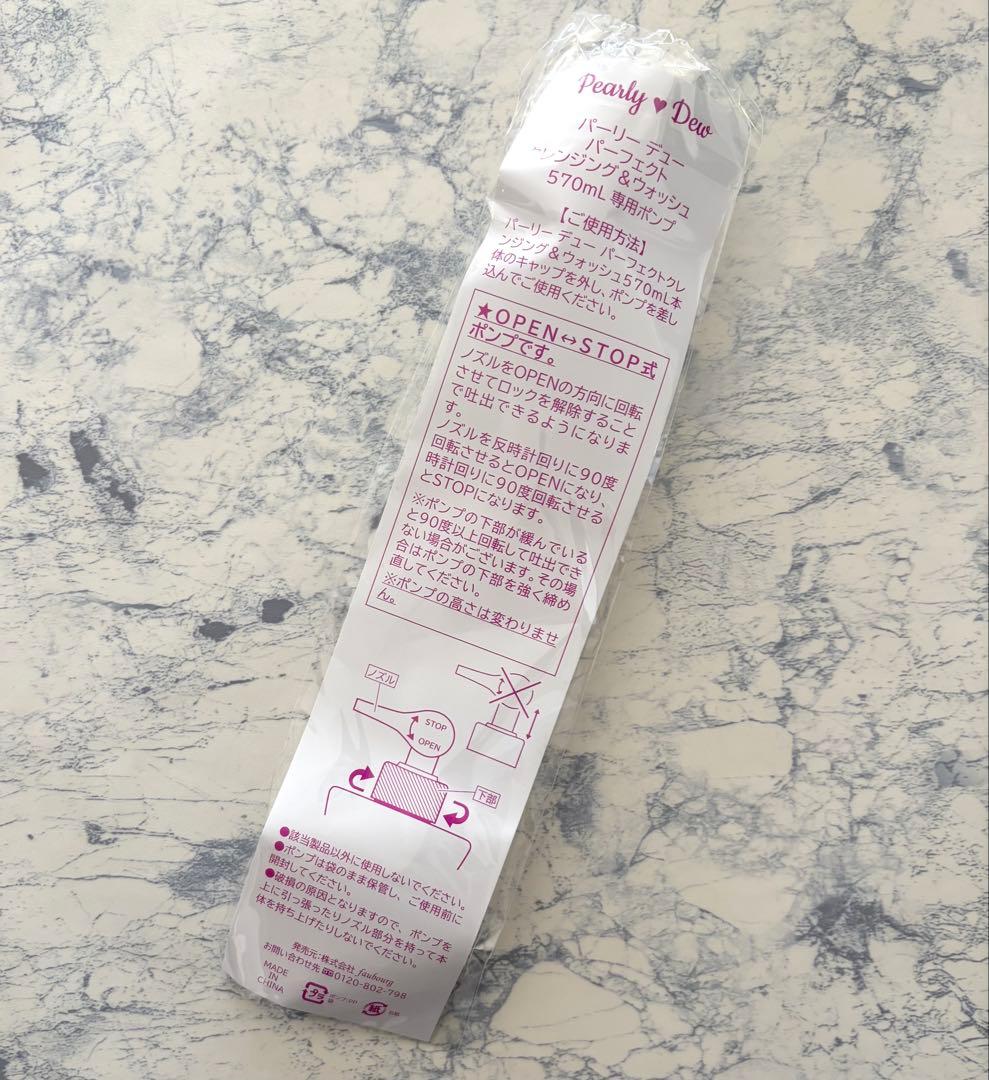 Pearly♥Dew
パーリー デュー
パーフェクト
クレンジング＆ウォッシュ
570mL 専用ポンプ
【ご使用方法】
パーリー デュー パーフェクトクレ
ンジング＆ウォッシュ570mL本
体のキャップを外し、ポンプを差し
込んでご使用ください。
★OPEN↔STOP式
ポンプです。
ノズルをOPENの方向に回転
させてロックを解除すること
で吐出できるようになりま
す。
ノズルを反時計回りに90度
回転させるとOPENになり、
時計回りに90度回転させる
とSTOPになります。
※ポンプの下部が緩んでいる
と90度以上回転して吐出でき
ない場合がございます。その場
合はポンプの下部を強く締め
直してください。
※ポンプの高さは変わりませ
ん。
ノズル
STOP
OPEN
下部
●該当製品以外に使用しないでください。
●ポンプは袋のまま保管し、ご使用前に
開封してください。
●破損の原因となりますので、ポンプを
上に引っ張ったりノズル部分を持って本
体を持ち上げたりしないでください。
発売元：株式会社 faubourg
お問い合わせ先 0120-802-798
MADE
IN
CHINA
プラ
ポンプ:PP
袋
紙
台紙